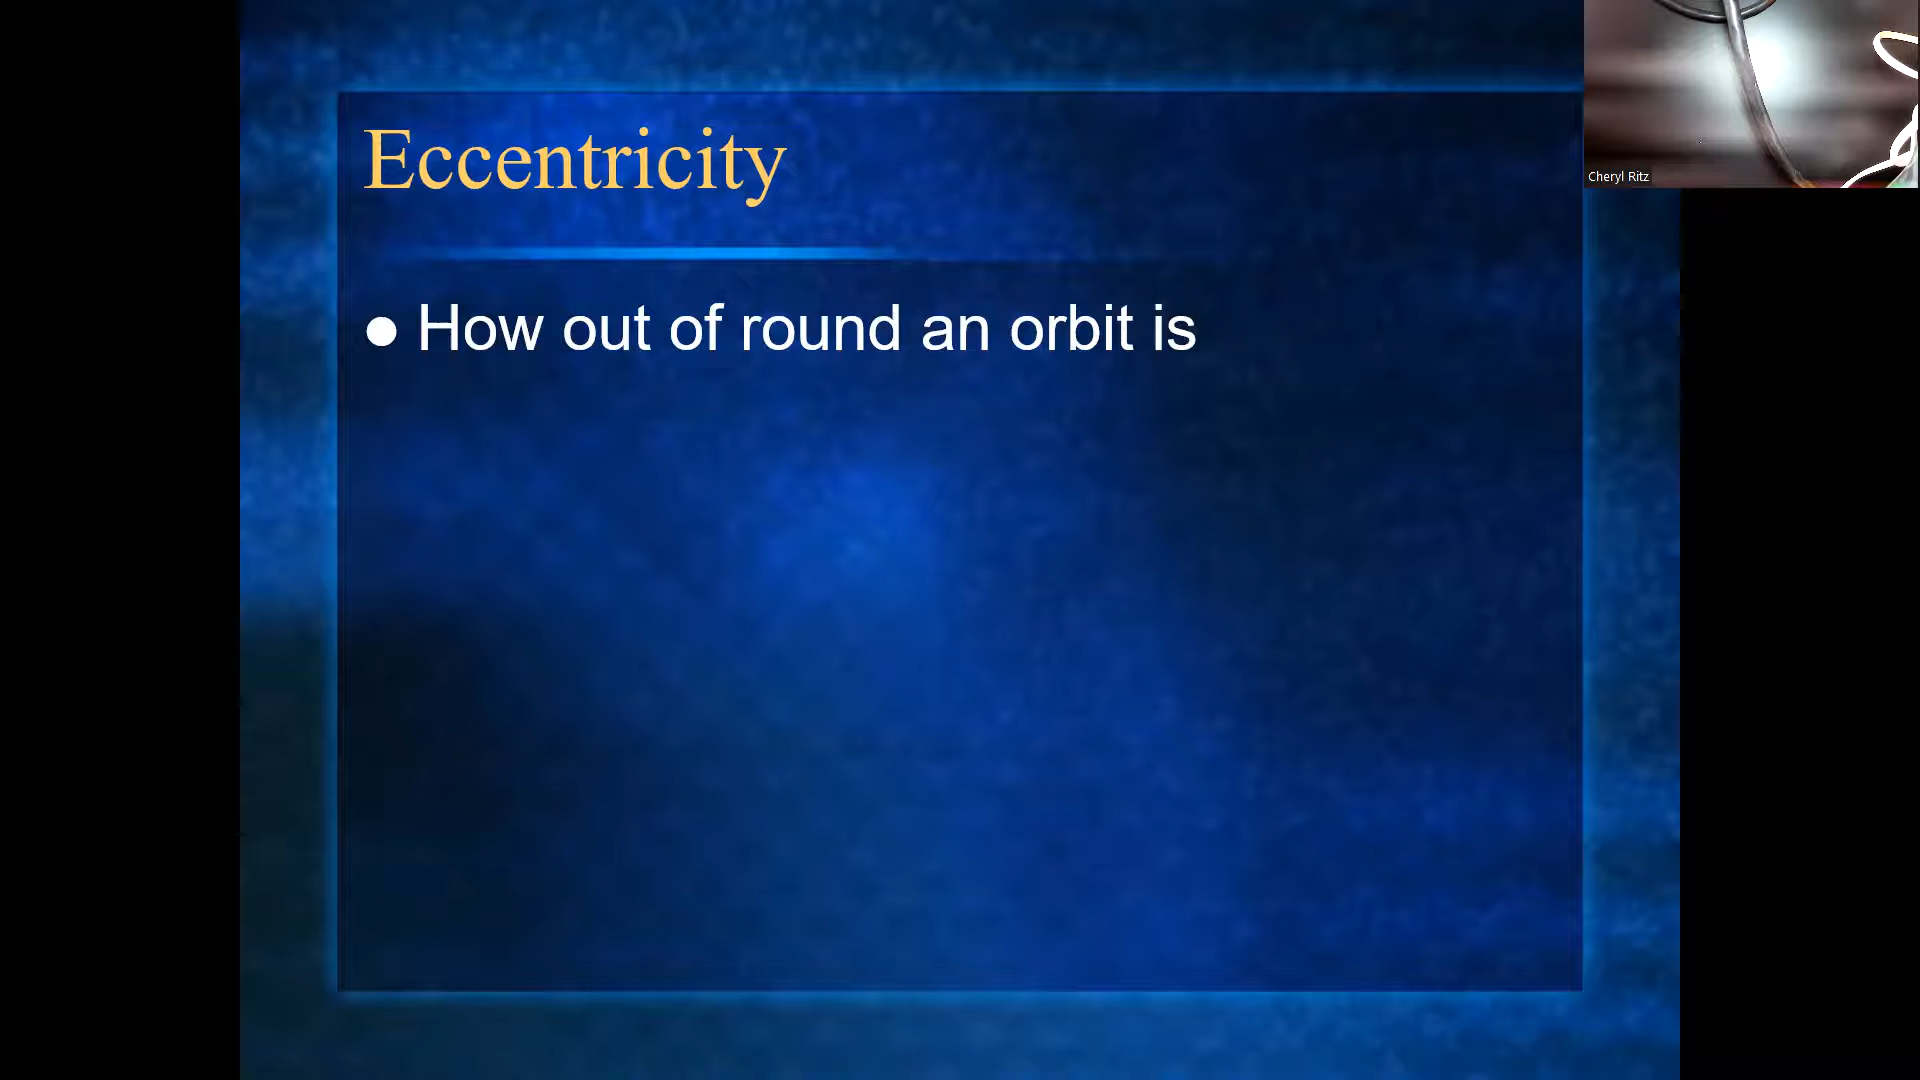 Eccentricity
● How out of round an orbit is
Cheryl Ritz